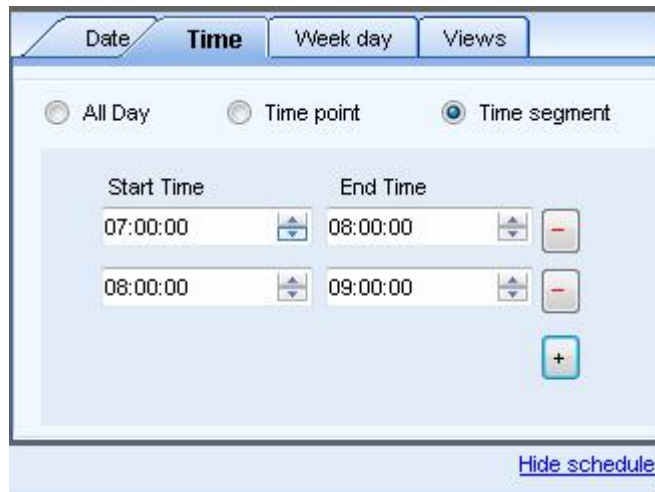 Date Time Week day Views
All Day Time point Time segment
Start Time End Time
07:00:00 08:00:00 -
08:00:00 09:00:00 -
+
Hide schedule